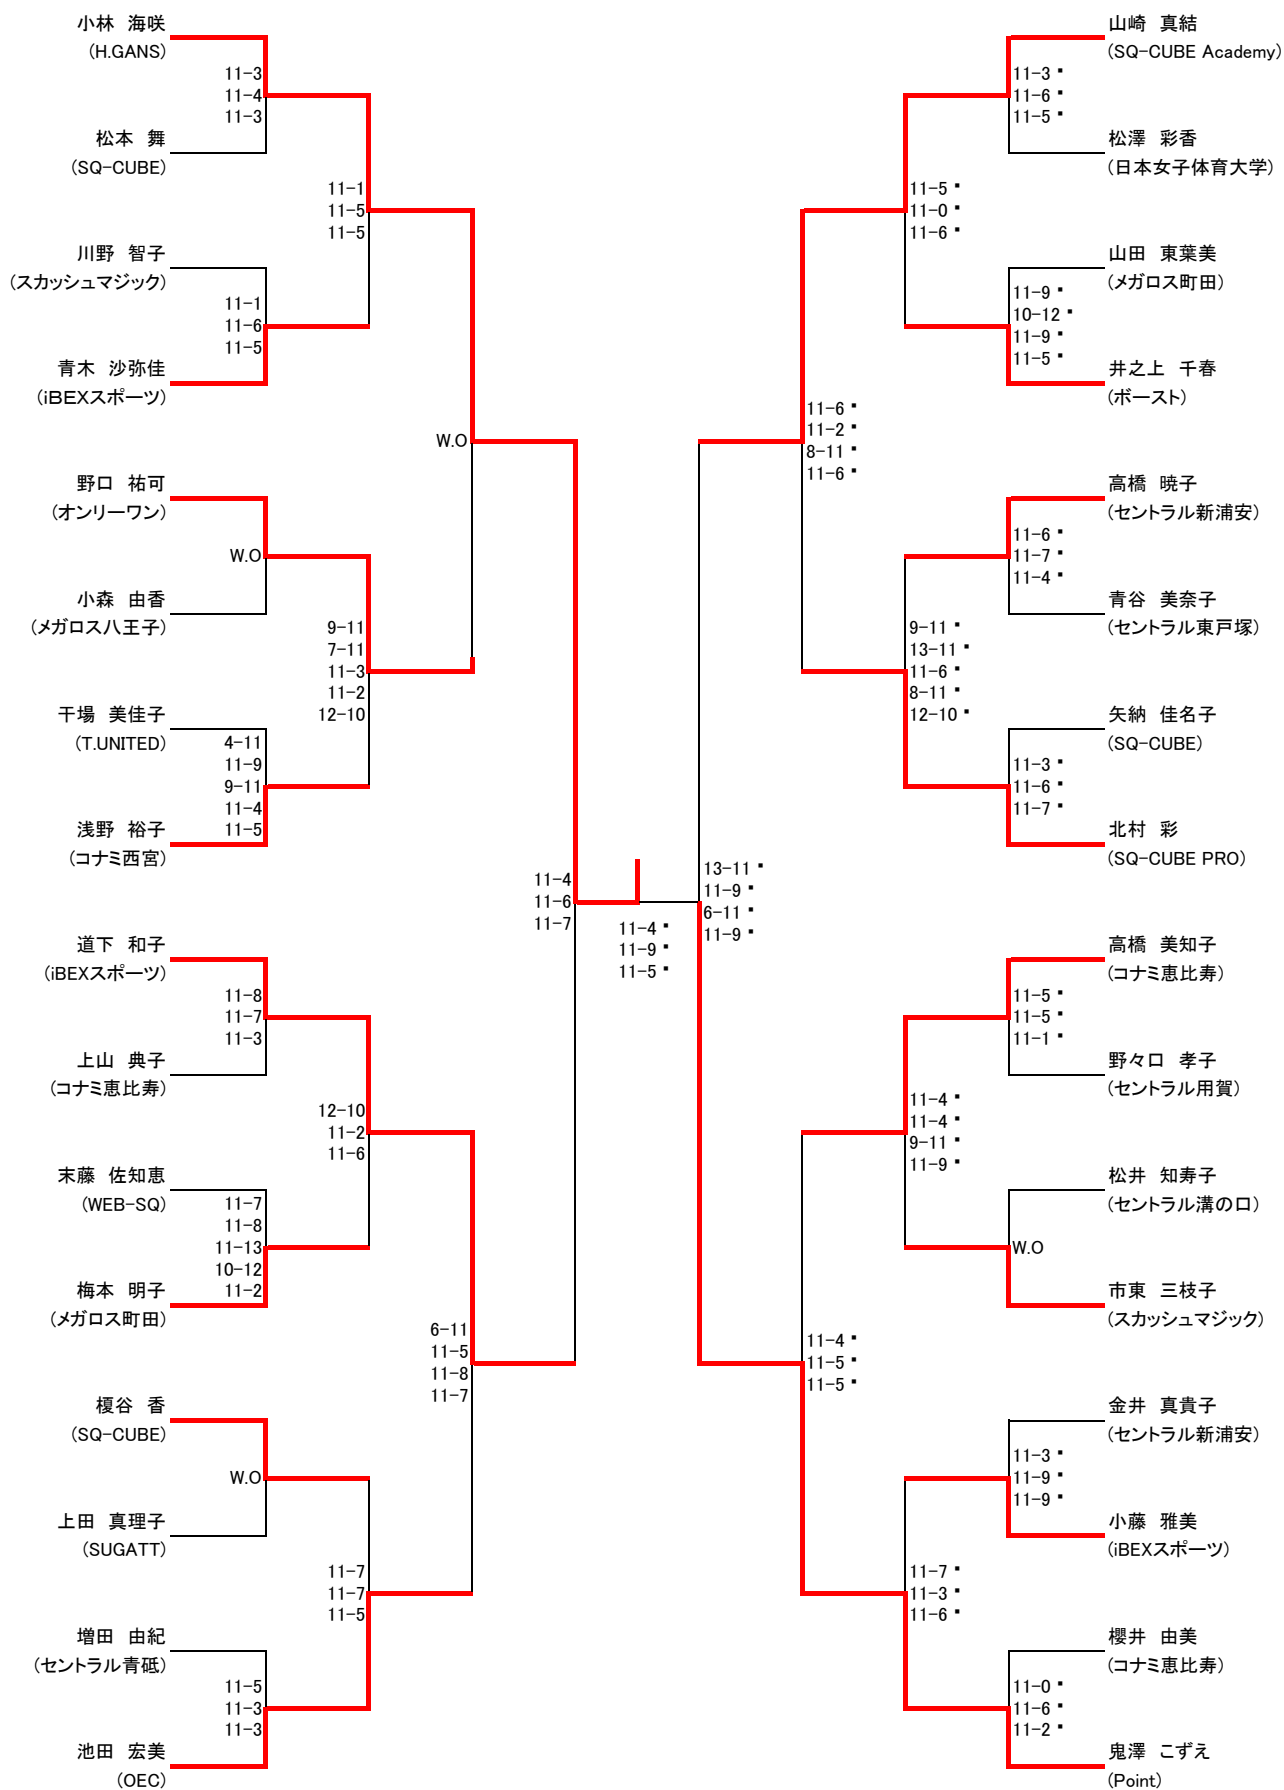 小林 海咲
(H.GANS)
11-3
11-4
11-3
松本 舞
(SQ-CUBE)
11-1
11-5
11-5
川野 智子
(スカッシュマジック)
11-1
11-6
11-5
青木 沙弥佳
(iBEXスポーツ)
W.O
野口 祐可
(オンリーワン)
W.O
小森 由香
(メガロス八王子)
9-11
7-11
11-3
11-2
12-10
干場 美佳子
(T.UNITED)
4-11
11-9
9-11
11-4
11-5
浅野 裕子
(コナミ西宮)
11-4
11-6
11-7
道下 和子
(iBEXスポーツ)
11-8
11-7
11-3
上山 典子
(コナミ恵比寿)
12-10
11-2
11-6
末藤 佐知恵
(WEB-SQ)
11-7
11-8
11-13
10-12
11-2
梅本 明子
(メガロス町田)
6-11
11-5
11-8
11-7
榎谷 香
(SQ-CUBE)
W.O
上田 真理子
(SUGATT)
11-7
11-7
11-5
増田 由紀
(セントラル青砥)
11-5
11-3
11-3
池田 宏美
(OEC)
11-4
11-9
11-5
山崎 真結
(SQ-CUBE Academy)
11-3
11-6
11-5
松澤 彩香
(日本女子体育大学)
11-5
11-0
11-6
山田 東葉美
(メガロス町田)
11-9
10-12
11-9
11-5
井之上 千春
(ボースト)
11-6
11-2
8-11
11-6
高橋 暁子
(セントラル新浦安)
11-6
11-7
11-4
青谷 美奈子
(セントラル東戸塚)
9-11
13-11
11-6
8-11
12-10
矢納 佳名子
(SQ-CUBE)
11-3
11-6
11-7
北村 彩
(SQ-CUBE PRO)
13-11
11-9
6-11
11-9
高橋 美知子
(コナミ恵比寿)
11-5
11-5
11-1
野々口 孝子
(セントラル用賀)
11-4
11-4
9-11
11-9
松井 知寿子
(セントラル溝の口)
W.O
市東 三枝子
(スカッシュマジック)
11-4
11-5
11-5
金井 真貴子
(セントラル新浦安)
11-3
11-9
11-9
小藤 雅美
(iBEXスポーツ)
11-7
11-3
11-6
櫻井 由美
(コナミ恵比寿)
11-0
11-6
11-2
鬼澤 こずえ
(Point)